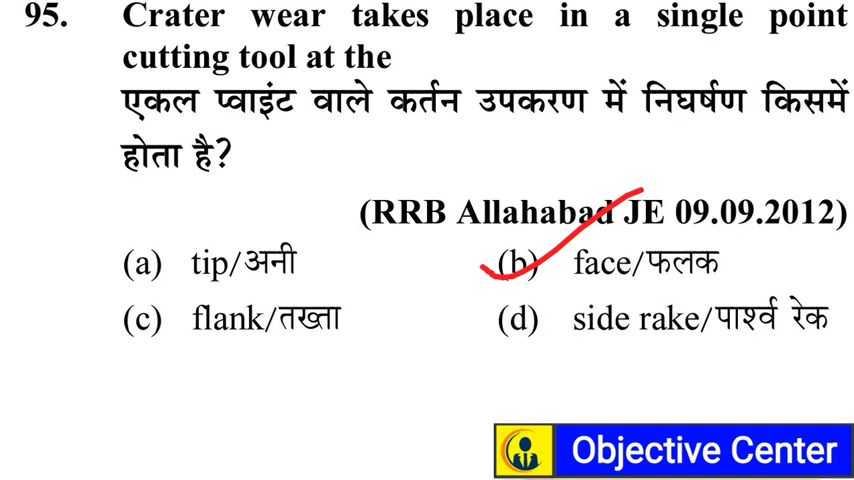 95. Crater wear takes place in a single point
cutting tool at the
एकल प्वाइंट वाले कर्तन उपकरण में निघर्षण किसमें
होता है?
(RRB Allahabad JE 09.09.2012)
(a) tip/अनी (b) face/फलक
(c) flank/तख्ता (d) side rake/पार्श्व रेक
Objective Center